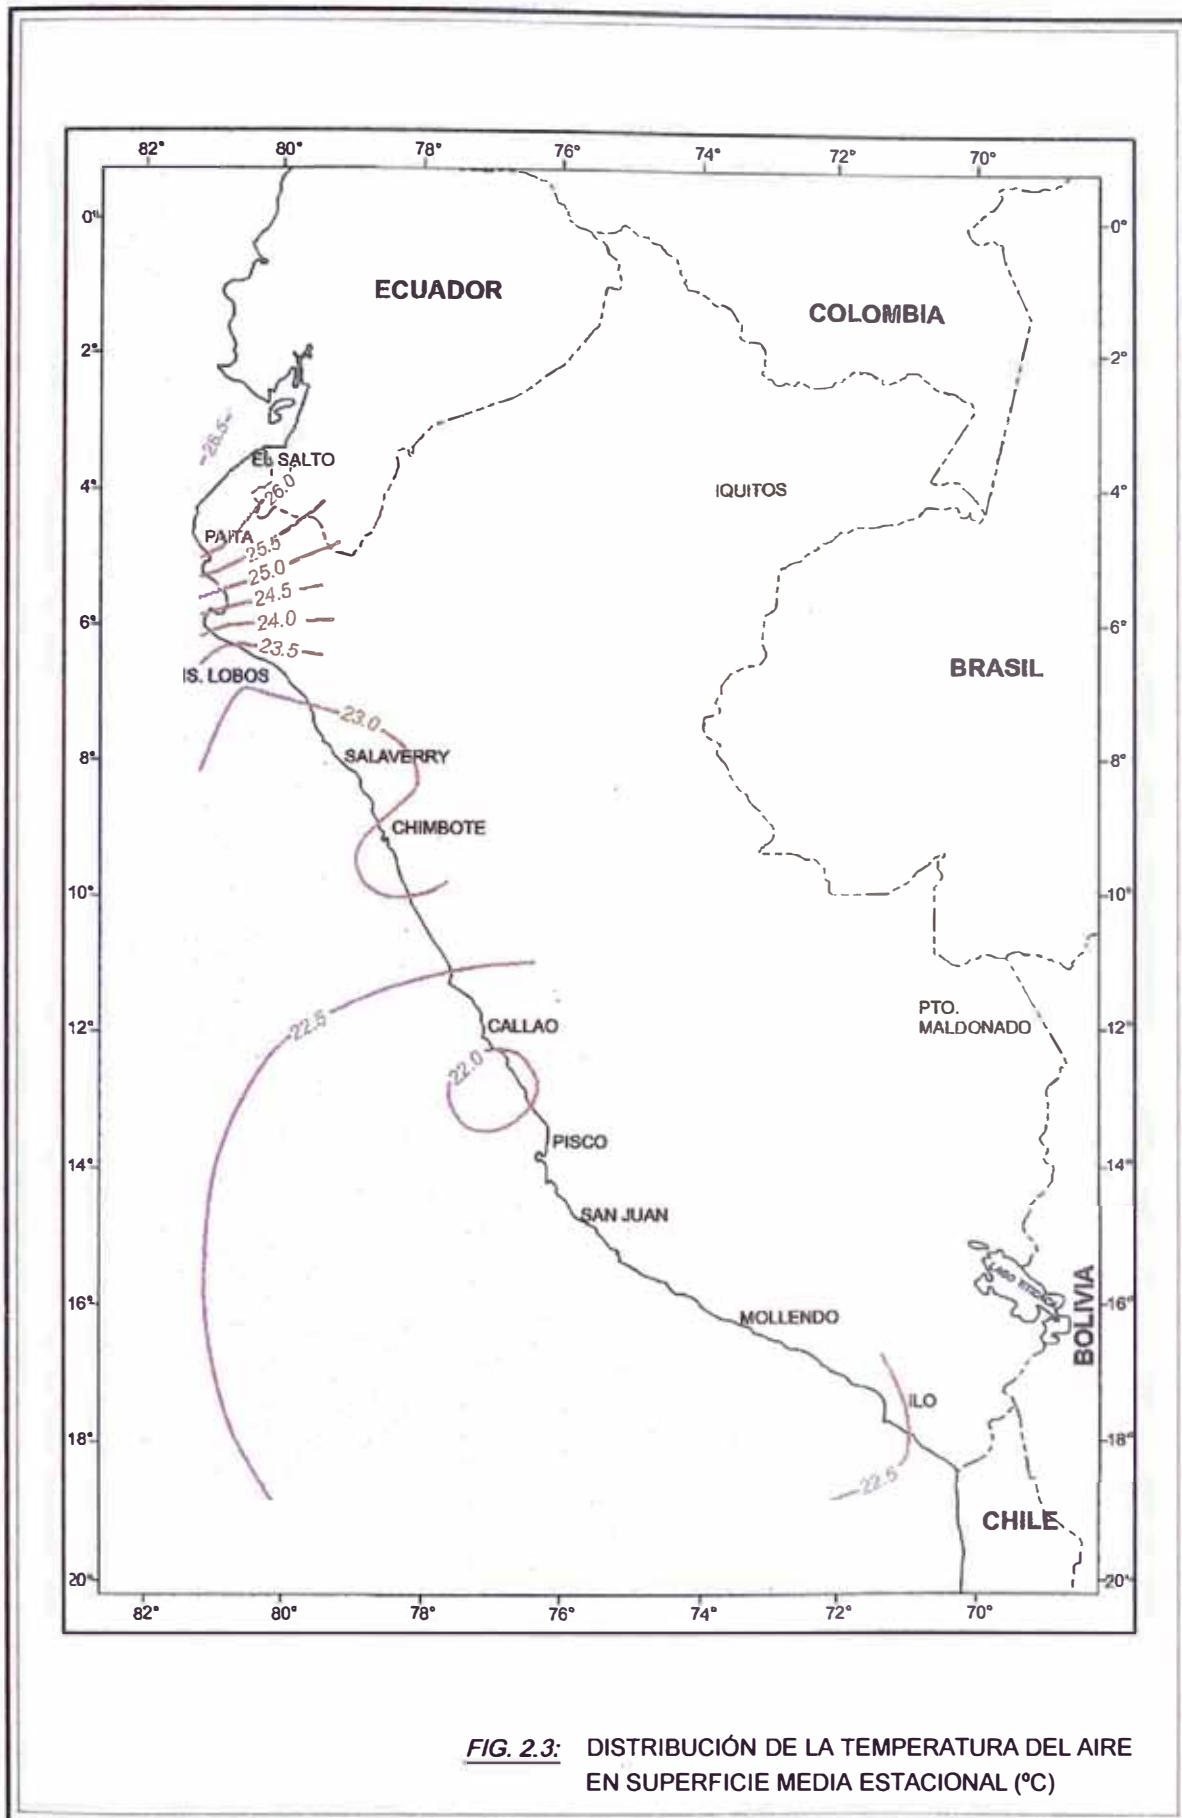 82° 80° 78° 76° 74° 72° 70°
0° 0°
ECUADOR
COLOMBIA
2° 2°
26.5
EL SALTO
4° 4°
26.0
IQUITOS
PAITA
25.5
25.0
24.5
6° 6°
24.0
23.5
IS. LOBOS
BRASIL
23.0
8° 8°
SALAVERRY
CHIMBOTE
10° 10°
22.5
PTO.
MALDONADO
12° 12°
CALLAO
22.0
PISCO
14° 14°
SAN JUAN
LAGO
16° 16°
MOLLENDO
BOLIVIA
ILO
18° 18°
22.5
CHILE
20° 20°
82° 80° 78° 76° 74° 72° 70°
FIG. 2.3: DISTRIBUCIÓN DE LA TEMPERATURA DEL AIRE
EN SUPERFICIE MEDIA ESTACIONAL (ºC)